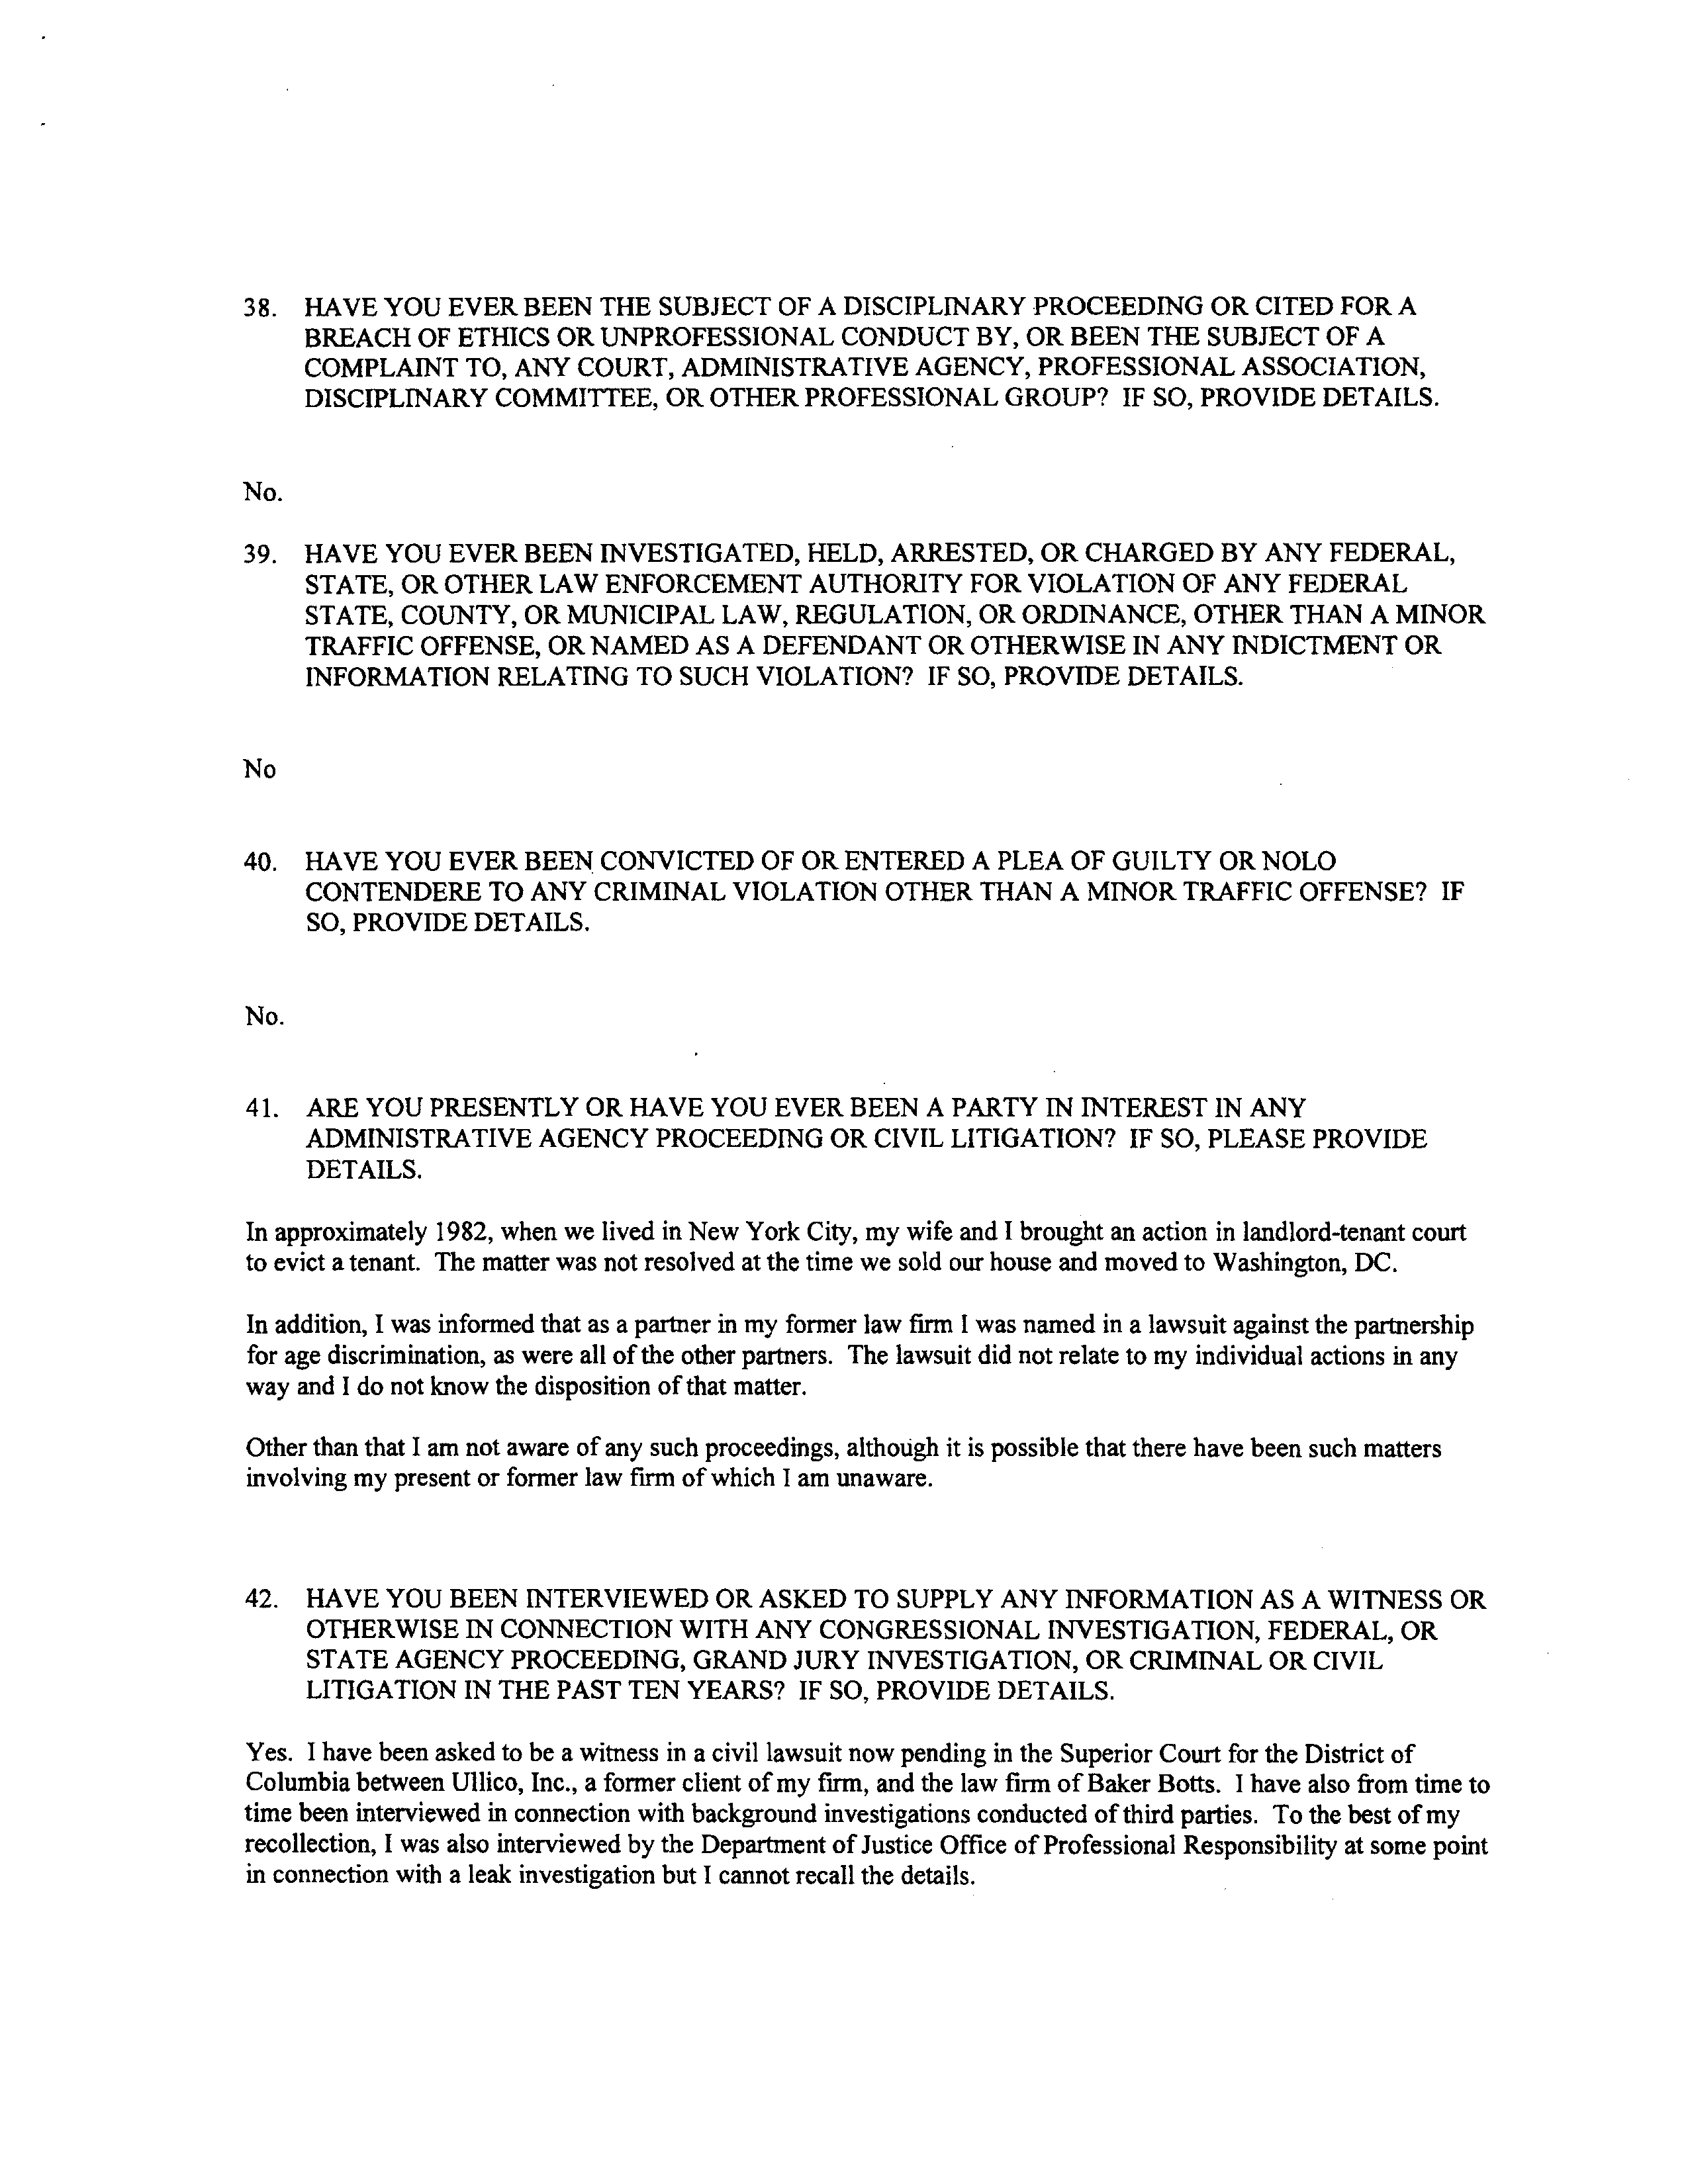 38. HAVE YOU EVER BEEN THE SUBJECT OF A DISCIPLINARY PROCEEDING OR CITED FOR A
BREACH OF ETHICS OR UNPROFESSIONAL CONDUCT BY, OR BEEN THE SUBJECT OF A
COMPLAINT TO, ANY COURT, ADMINISTRATIVE AGENCY, PROFESSIONAL ASSOCIATION,
DISCIPLINARY COMMITTEE, OR OTHER PROFESSIONAL GROUP? IF SO, PROVIDE DETAILS.
No.
39. HAVE YOU EVER BEEN INVESTIGATED, HELD, ARRESTED, OR CHARGED BY ANY FEDERAL,
STATE, OR OTHER LAW ENFORCEMENT AUTHORITY FOR VIOLATION OF ANY FEDERAL
STATE, COUNTY, OR MUNICIPAL LAW, REGULATION, OR ORDINANCE, OTHER THAN A MINOR
TRAFFIC OFFENSE, OR NAMED AS A DEFENDANT OR OTHERWISE IN ANY INDICTMENT OR
INFORMATION RELATING TO SUCH VIOLATION? IF SO, PROVIDE DETAILS.
No
40. HAVE YOU EVER BEEN CONVICTED OF OR ENTERED A PLEA OF GUILTY OR NOLO
CONTENDERE TO ANY CRIMINAL VIOLATION OTHER THAN A MINOR TRAFFIC OFFENSE? IF
SO, PROVIDE DETAILS.
No.
41. ARE YOU PRESENTLY OR HAVE YOU EVER BEEN A PARTY IN INTEREST IN ANY
ADMINISTRATIVE AGENCY PROCEEDING OR CIVIL LITIGATION? IF SO, PLEASE PROVIDE
DETAILS.
In approximately 1982, when we lived in New York City, my wife and I brought an action in landlord-tenant court
to evict a tenant. The matter was not resolved at the time we sold our house and moved to Washington, DC.
In addition, I was informed that as a partner in my former law firm I was named in a lawsuit against the partnership
for age discrimination, as were all of the other partners. The lawsuit did not relate to my individual actions in any
way and I do not know the disposition of that matter.
Other than that I am not aware of any such proceedings, although it is possible that there have been such matters
involving my present or former law firm of which I am unaware.
42. HAVE YOU BEEN INTERVIEWED OR ASKED TO SUPPLY ANY INFORMATION AS A WITNESS OR
OTHERWISE IN CONNECTION WITH ANY CONGRESSIONAL INVESTIGATION, FEDERAL, OR
STATE AGENCY PROCEEDING, GRAND JURY INVESTIGATION, OR CRIMINAL OR CIVIL
LITIGATION IN THE PAST TEN YEARS? IF SO, PROVIDE DETAILS.
Yes. I have been asked to be a witness in a civil lawsuit now pending in the Superior Court for the District of
Columbia between Ullico, Inc., a former client of my firm, and the law firm of Baker Botts. I have also from time to
time been interviewed in connection with background investigations conducted of third parties. To the best of my
recollection, I was also interviewed by the Department of Justice Office of Professional Responsibility at some point
in connection with a leak investigation but I cannot recall the details.